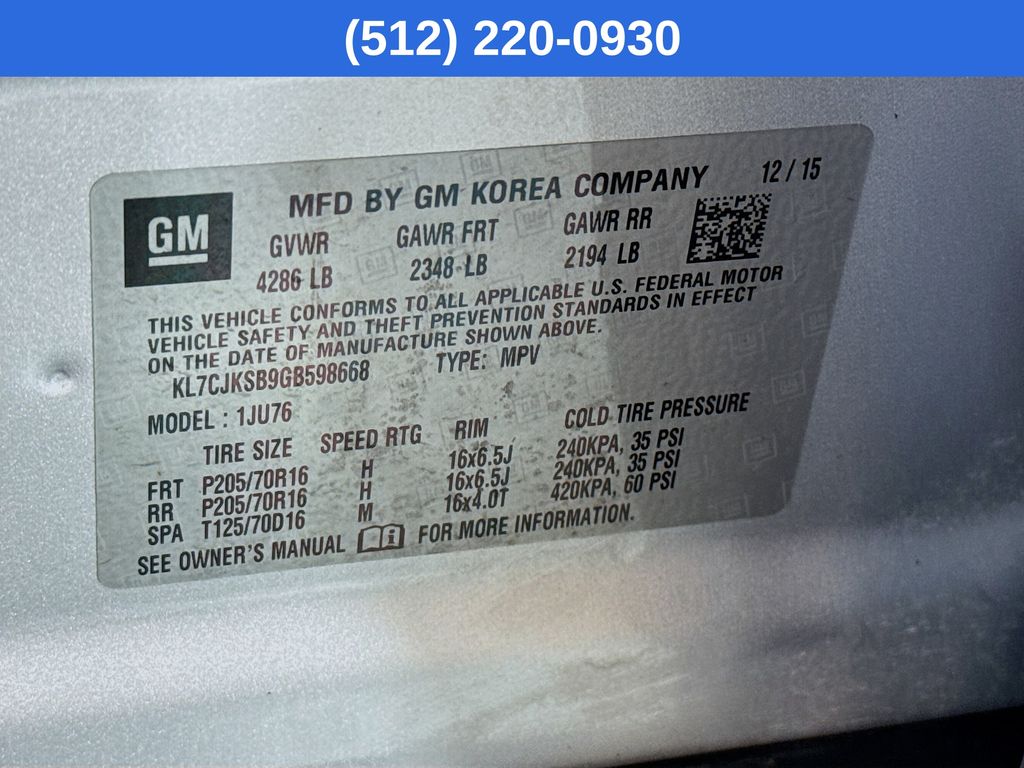 (512) 220-0930
GM
MFD BY GM KOREA COMPANY 12 / 15
GVWR GAWR FRT GAWR RR
4286 LB 2348 LB 2194 LB
THIS VEHICLE CONFORMS TO ALL APPLICABLE U.S. FEDERAL MOTOR
VEHICLE SAFETY AND THEFT PREVENTION STANDARDS IN EFFECT
ON THE DATE OF MANUFACTURE SHOWN ABOVE.
KL7CJKSB9GB598668 TYPE: MPV
MODEL : 1JU76
TIRE SIZE SPEED RTG RIM COLD TIRE PRESSURE
FRT P205/70R16 H 16x6.5J 240KPA, 35 PSI
RR P205/70R16 H 16x6.5J 240KPA, 35 PSI
SPA T125/70D16 M 16x4.0T 420KPA, 60 PSI
SEE OWNER'S MANUAL FOR MORE INFORMATION.